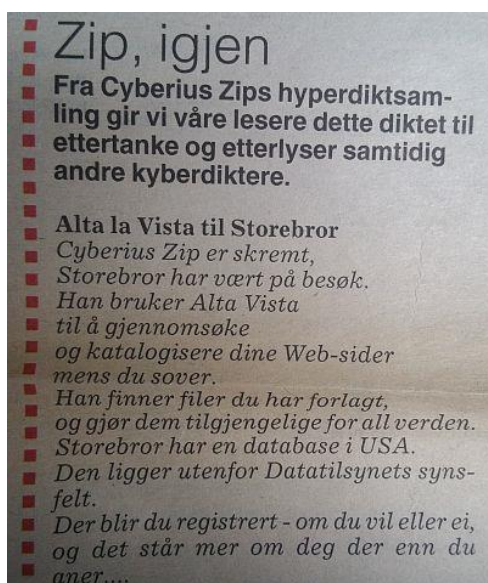 Zip, igjen
Fra Cyberius Zips hyperdiktsam-
ling gir vi våre lesere dette diktet til
ettertanke og etterlyser samtidig
andre kyberdiktere.
Alta la Vista til Storebror
Cyberius Zip er skremt,
Storebror har vært på besøk.
Han bruker Alta Vista
til å gjennomsøke
og katalogisere dine Web-sider
mens du sover.
Han finner filer du har forlagt,
og gjør dem tilgjengelige for all verden.
Storebror har en database i USA.
Den ligger utenfor Datatilsynets syns-
felt.
Der blir du registrert - om du vil eller ei,
og det står mer om deg der enn du
aner....